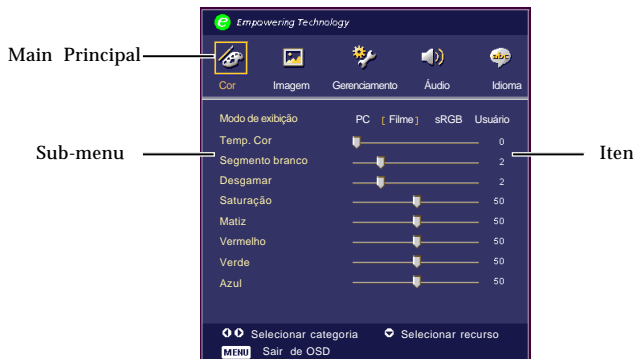 Empowering Technology
Main Principal
Cor Imagem Gerenciamento Áudio Idioma
Modo de exibição PC [ Filme ] sRGB Usuário
Temp. Cor 0
Sub-menu
Segmento branco 2
Iten
Desgamar 2
Saturação 50
Matiz 50
Vermelho 50
Verde 50
Azul 50
Selecionar categoria Selecionar recurso
MENU Sair de OSD